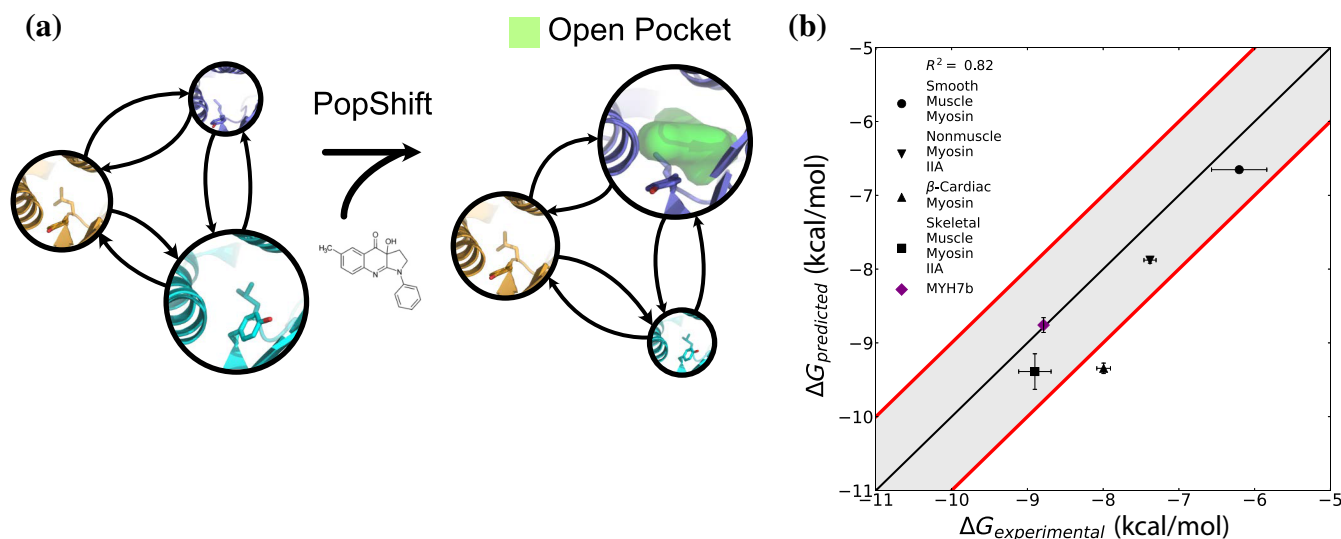 (a)
Open Pocket
PopShift
H₃C
O
OH
N
N
(b)
−5
−6
−7
−8
−9
−10
−11
ΔG_predicted (kcal/mol)
R² = 0.82
Smooth
Muscle
Myosin
Nonmuscle
Myosin
IIA
β-Cardiac
Myosin
Skeletal
Muscle
Myosin
IIA
MYH7b
−11 −10 −9 −8 −7 −6 −5
ΔG_experimental (kcal/mol)